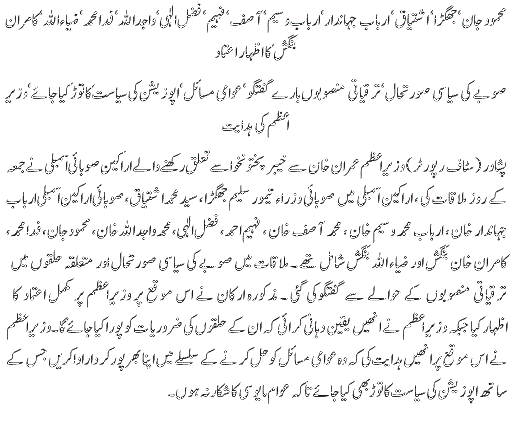 محمود جان‘ جھگڑا‘ اشتیاق‘ ارباب جہاندار‘ ارباب وسیم‘ آصف‘ فہیم‘ فضل الٰہی‘ واجد اللہ‘ فدا محمد‘ ضیاء اللہ‘ کامران
بنگش کا اظہار اعتماد
صوبے کی سیاسی صورتحال‘ ترقیاتی منصوبوں بارے گفتگو‘ عوامی مسائل‘ اپوزیشن کی سیاست کا توڑ کیا جائے‘ وزیر
اعظم کی ہدایت
پشاور (سٹاف رپورٹر) وزیراعظم عمران خان سے خیبر پختونخوا سے تعلق رکھنے والے اراکین صوبائی اسمبلی نے جمعہ
کے روز ملاقات کی، اراکین اسمبلی میں صوبائی وزراء تیمور سلیم جھگڑا، سید محمد اشتیاق، صوبائی اراکین اسمبلی ارباب
جہاندار خان، ارباب محمد وسیم خان، محمد آصف خان، فہیم احمد، فضل الٰہی، محمد واجد اللہ خان، محمود جان، فدا محمد،
کامران خان بنگش اور ضیاء اللہ بنگش شامل تھے۔ ملاقات میں صوبے کی سیاسی صورتحال اور متعلقہ حلقوں میں
ترقیاتی منصوبوں کے حوالے سے گفتگو کی گئی۔ مذکورہ ارکان نے اس موقع پر وزیراعظم پر مکمل اعتماد کا
اظہار کیا جبکہ وزیراعظم نے انھیں یقین دہانی کرائی کہ ان کے حلقوں کی ضروریات کو پورا کیا جائے گا۔ وزیراعظم
نے اس موقع پر انھیں ہدایت کی کہ وہ عوامی مسائل کو حل کرنے کے سلسلے میں اپنا بھرپور کردار ادا کریں جس کے
ساتھ اپوزیشن کی سیاست کا توڑ بھی کیا جائے تاکہ عوام مایوسی کا شکار نہ ہوں۔